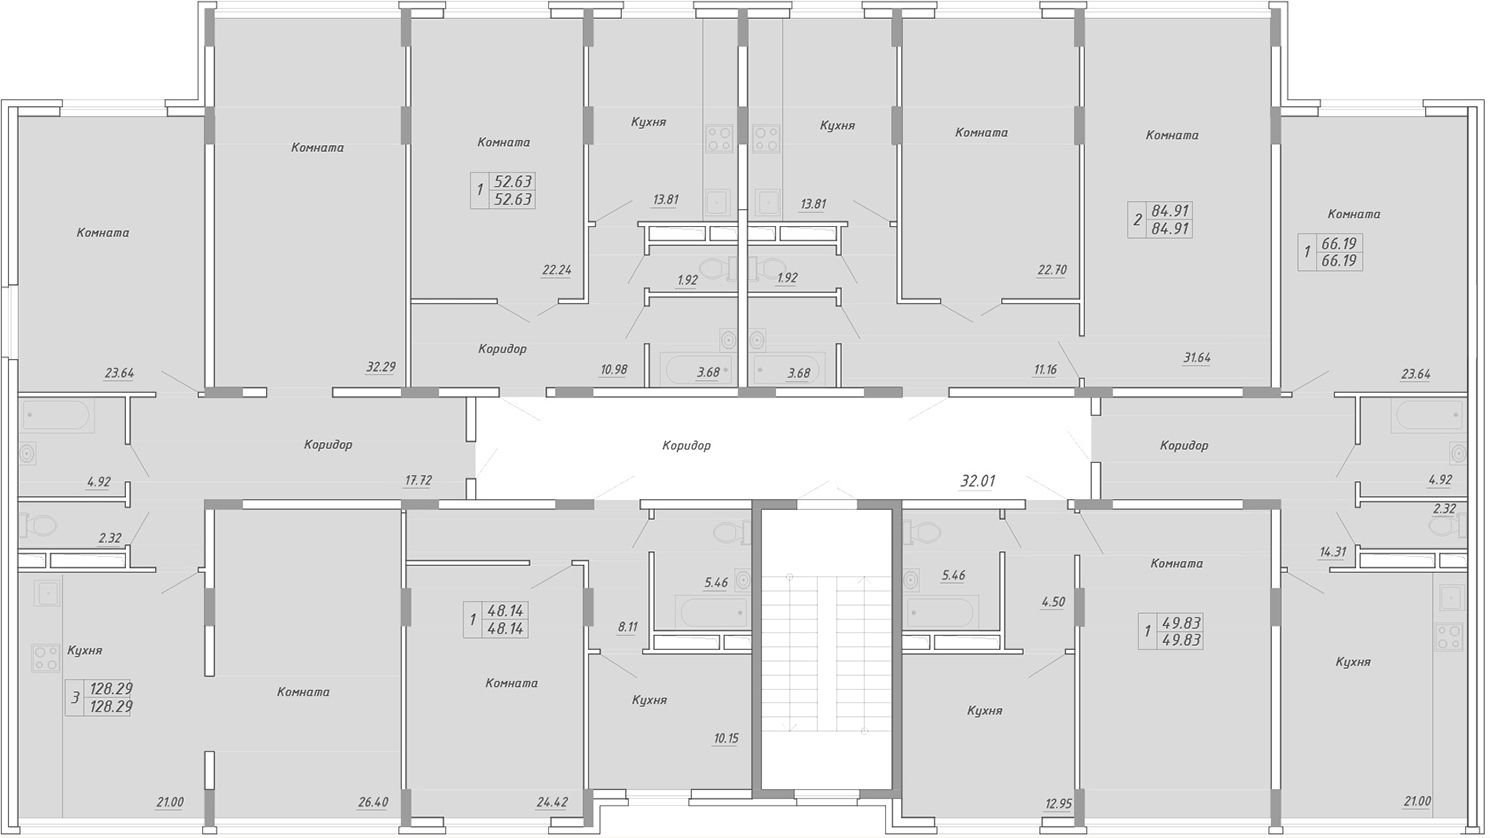 Комната
23.64
Комната
32.29
Комната
1 52.63
52.63
22.24
Кухня
13.81
1.92
3.68
Коридор
10.98
Кухня
13.81
1.92
3.68
Комната
22.70
11.16
Комната
2 84.91
84.91
31.64
Комната
1 66.19
66.19
23.64
4.92
2.32
Коридор
17.72
Коридор
32.01
Коридор
14.31
4.92
2.32
Кухня
3 128.29
128.29
21.00
Комната
26.40
1 48.14
48.14
Комната
24.42
8.11
5.46
Кухня
10.15
5.46
4.50
Кухня
12.95
Комната
1 49.83
49.83
Кухня
21.00